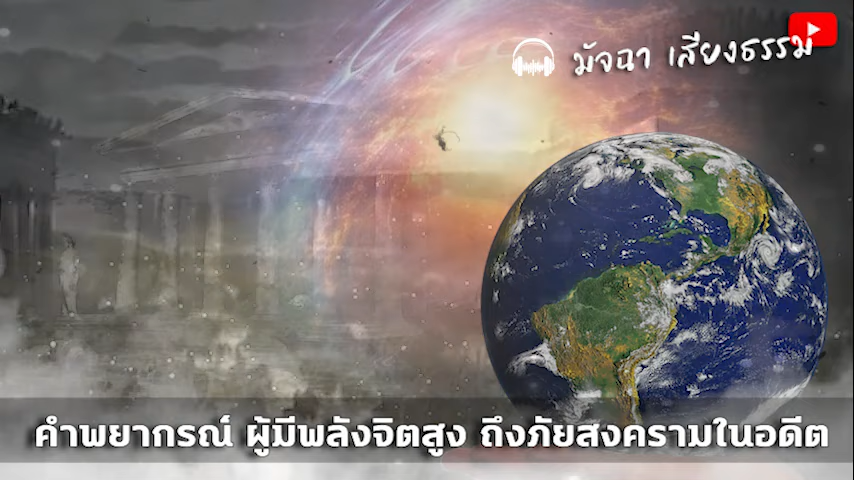 มัจฉา เสียงธรรม
คำพยากรณ์ ผู้มีพลังจิตสูง ถึงภัยสงครามในอดีต